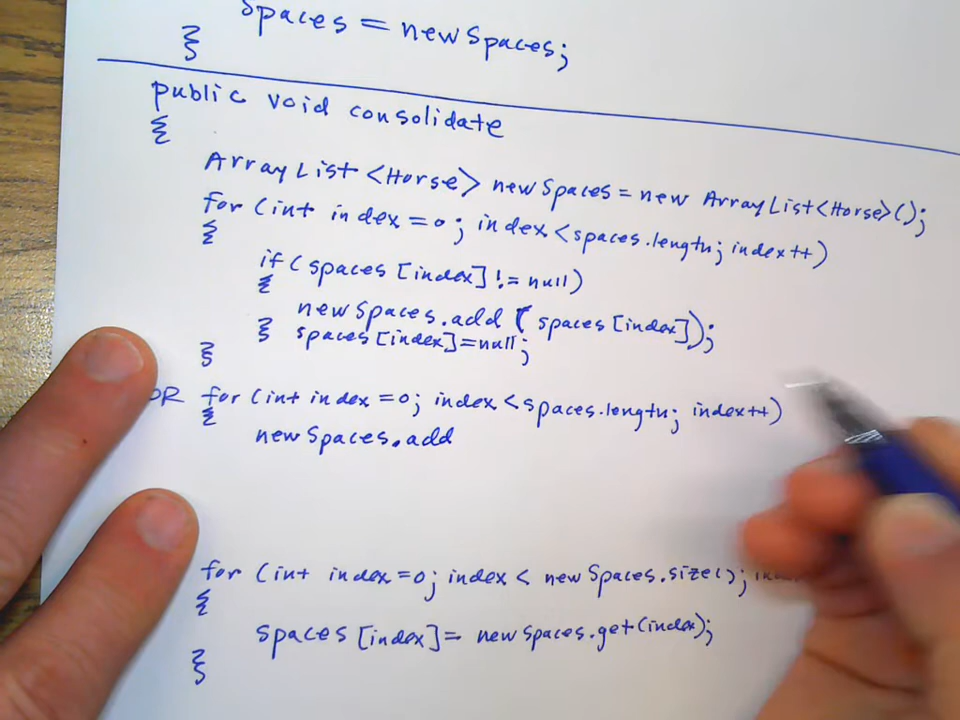 spaces = newSpaces;
}
public void consolidate
{
ArrayList <Horse> newSpaces = new ArrayList<Horse>();
for (int index = 0; index < spaces.length; index++)
{
if (spaces [index] != null)
{
newSpaces.add (spaces [index]);
} spaces [index] = null;
}
OR for (int index = 0; index < spaces.length; index++)
{
newSpaces.add
for (int index = 0; index < newSpaces.size();
{
spaces [index] = newSpaces.get(index);
}